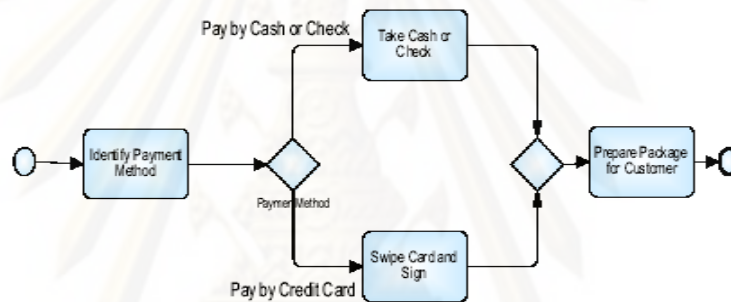 Pay by Cash or Check
Take Cash or
Check
Identify Payment
Method
Payment Method
Prepare Package
for Customer
Swipe Card and
Sign
Pay by Credit Card